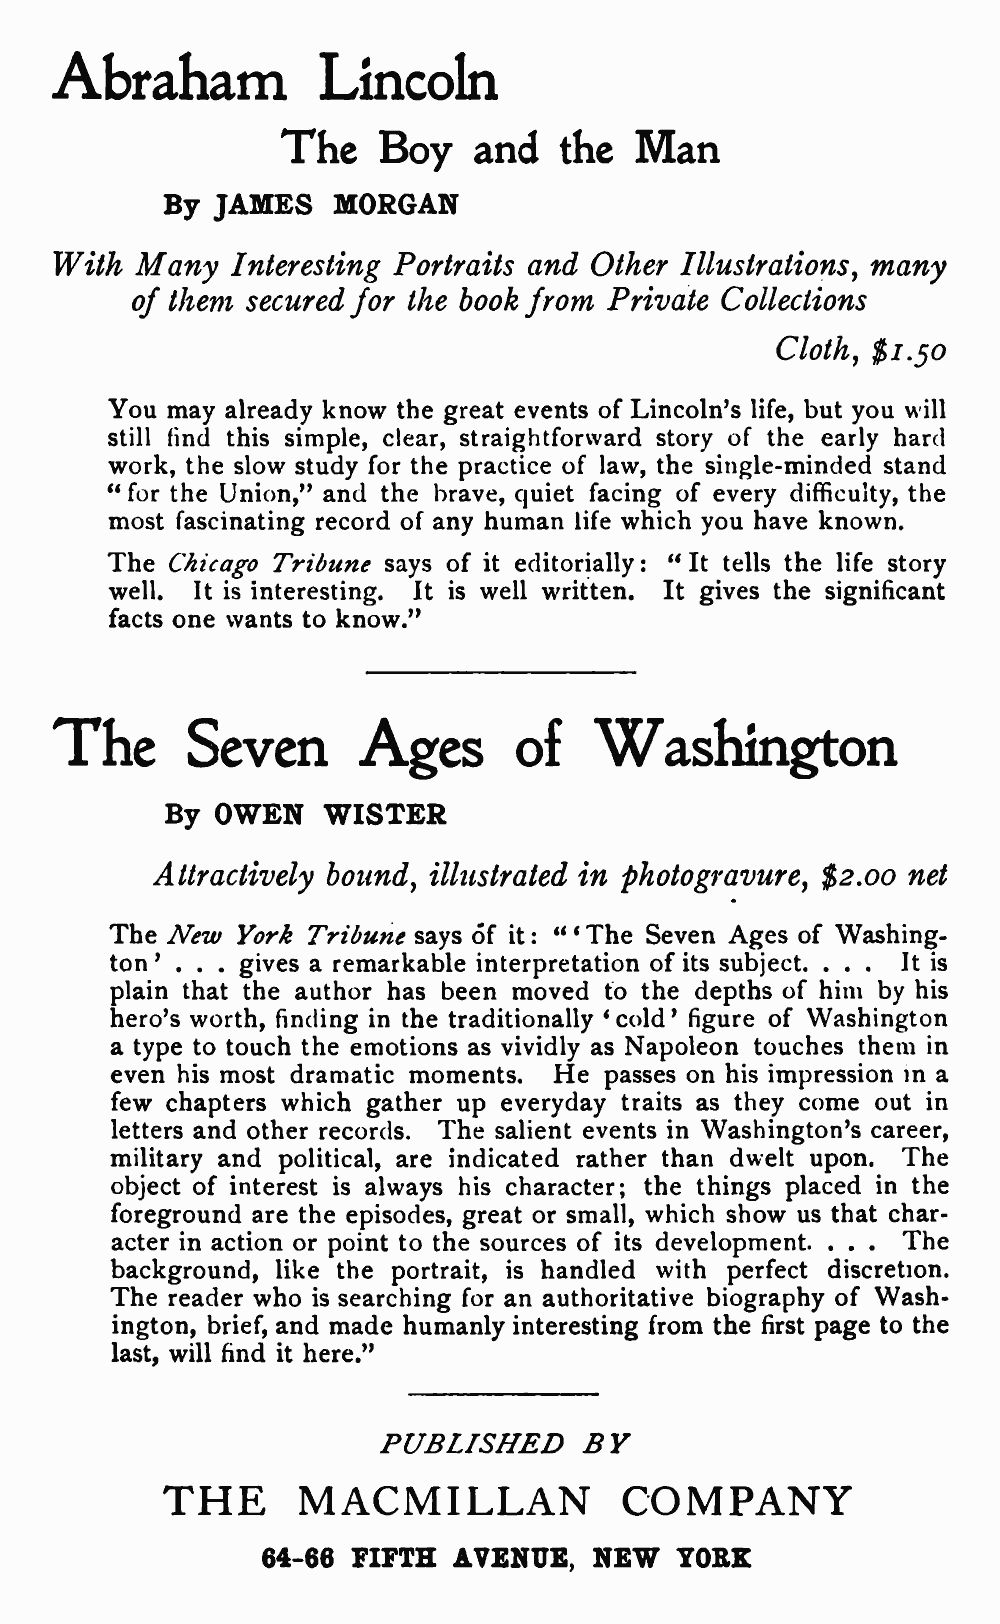 Abraham Lincoln
The Boy and the Man
By JAMES MORGAN
With Many Interesting Portraits and Other Illustrations, many
of them secured for the book from Private Collections
Cloth, $1.50
You may already know the great events of Lincoln's life, but you will
still find this simple, clear, straightforward story of the early hard
work, the slow study for the practice of law, the single-minded stand
“for the Union,” and the brave, quiet facing of every difficulty, the
most fascinating record of any human life which you have known.
The Chicago Tribune says of it editorially: “It tells the life story
well. It is interesting. It is well written. It gives the significant
facts one wants to know.”
The Seven Ages of Washington
By OWEN WISTER
Attractively bound, illustrated in photogravure, $2.00 net
The New York Tribune says of it: “‘The Seven Ages of Washing-
ton’ . . . gives a remarkable interpretation of its subject. . . . It is
plain that the author has been moved to the depths of him by his
hero's worth, finding in the traditionally ‘cold’ figure of Washington
a type to touch the emotions as vividly as Napoleon touches them in
even his most dramatic moments. He passes on his impression in a
few chapters which gather up everyday traits as they come out in
letters and other records. The salient events in Washington's career,
military and political, are indicated rather than dwelt upon. The
object of interest is always his character; the things placed in the
foreground are the episodes, great or small, which show us that char-
acter in action or point to the sources of its development. . . . The
background, like the portrait, is handled with perfect discretion.
The reader who is searching for an authoritative biography of Wash-
ington, brief, and made humanly interesting from the first page to the
last, will find it here.”
PUBLISHED BY
THE MACMILLAN COMPANY
64-66 FIFTH AVENUE, NEW YORK